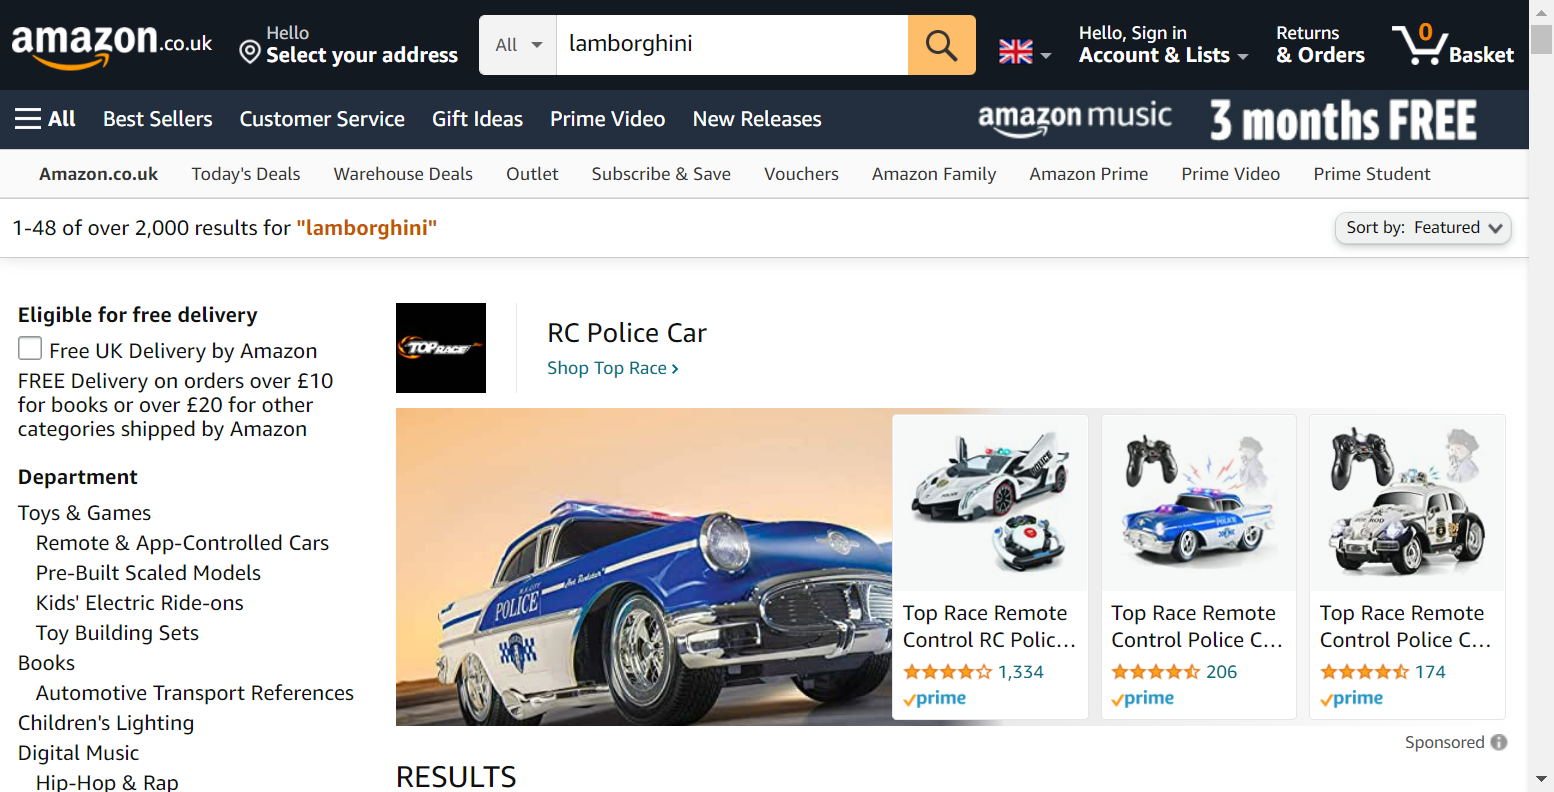 amazon.co.uk
Hello
Select your address
All
lamborghini
Hello, Sign in
Account & Lists
Returns
& Orders
0
Basket
All
Best Sellers
Customer Service
Gift Ideas
Prime Video
New Releases
amazon music
3 months FREE
Amazon.co.uk
Today's Deals
Warehouse Deals
Outlet
Subscribe & Save
Vouchers
Amazon Family
Amazon Prime
Prime Video
Prime Student
1-48 of over 2,000 results for "lamborghini"
Sort by: Featured
Eligible for free delivery
Free UK Delivery by Amazon
FREE Delivery on orders over £10
for books or over £20 for other
categories shipped by Amazon
Department
Toys & Games
Remote & App-Controlled Cars
Pre-Built Scaled Models
Kids' Electric Ride-ons
Toy Building Sets
Books
Automotive Transport References
Children's Lighting
Digital Music
Hip-Hop & Rap
TOP RACE
RC Police Car
Shop Top Race
POLICE
POLICE
POLICE
Top Race Remote
Control RC Polic...
1,334
prime
Top Race Remote
Control Police C...
206
prime
Top Race Remote
Control Police C...
174
prime
Sponsored
RESULTS